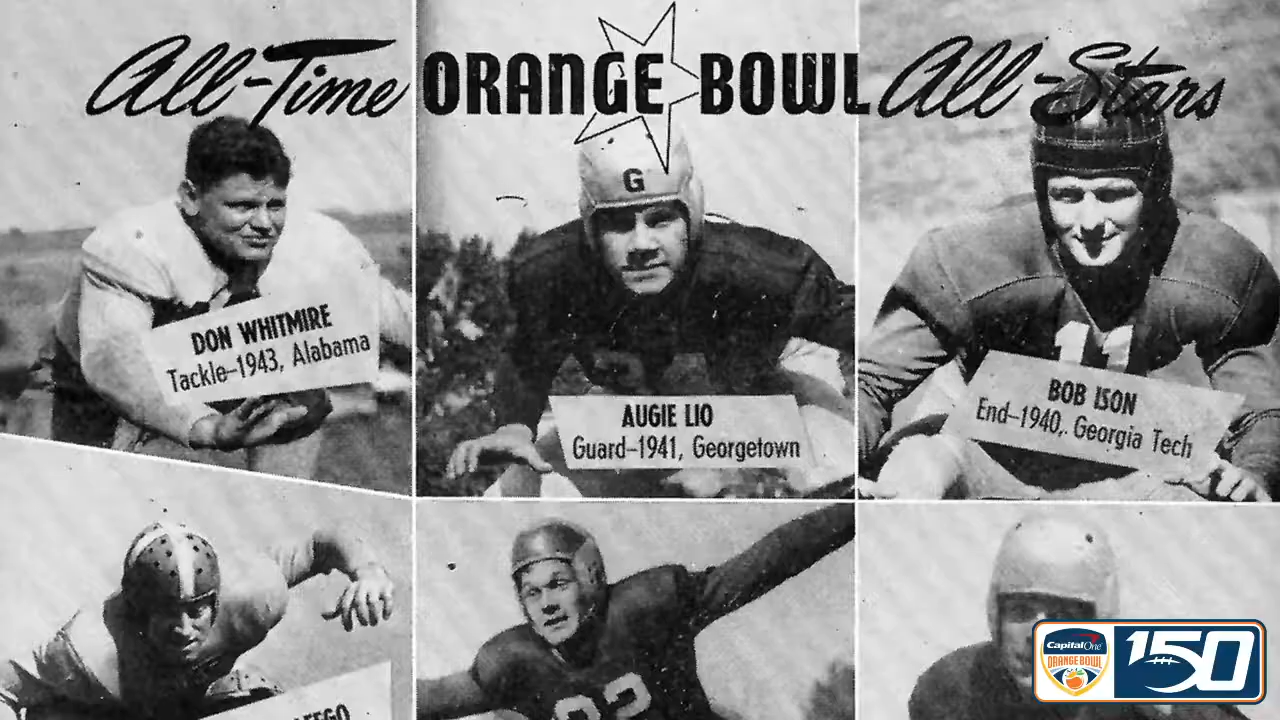 All-Time ORANGE BOWL All-Stars
G
DON WHITMIRE
Tackle-1943, Alabama
AUGIE LIO
Guard-1941, Georgetown
11
BOB ISON
End-1940, Georgia Tech
Capital One
ORANGE BOWL
150